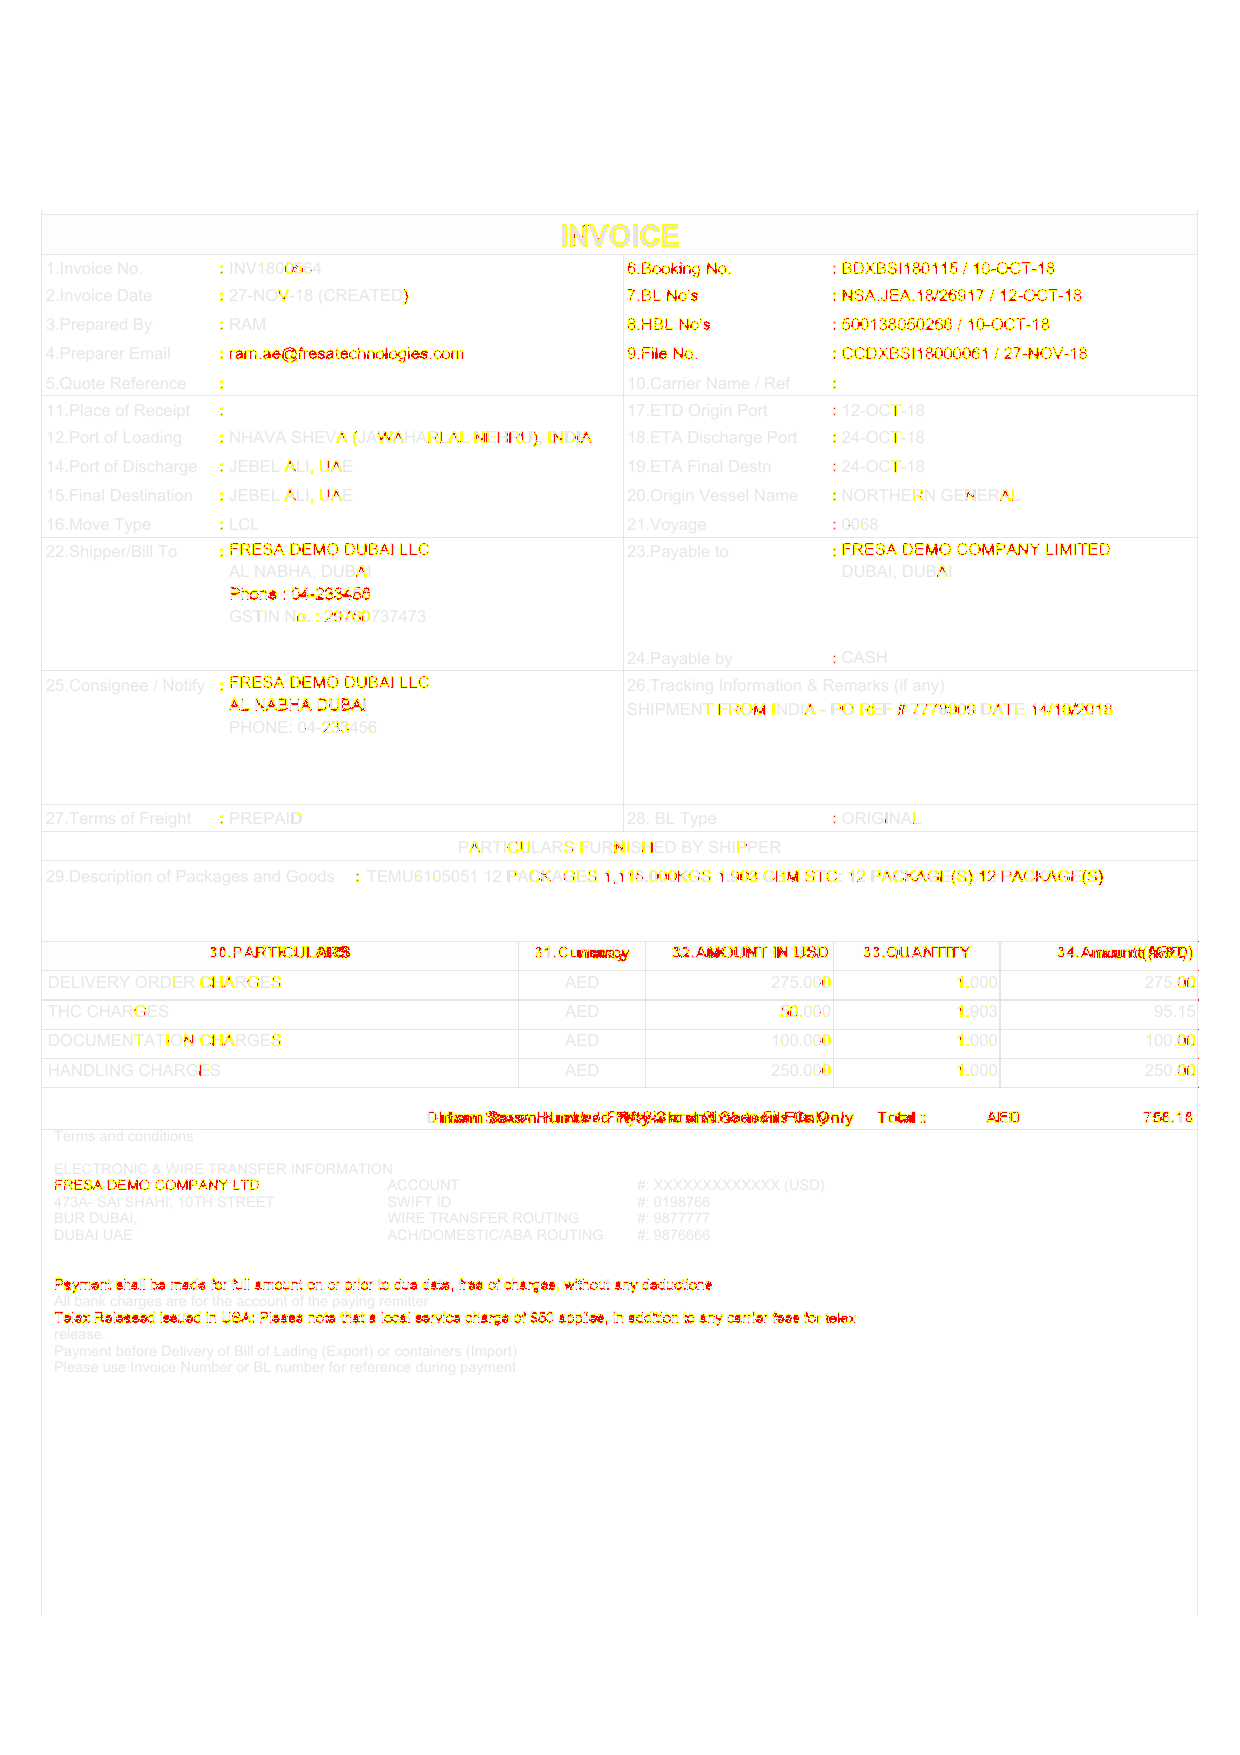 INVOICE
1.Invoice No. : INV1800564 6.Booking No. : BDXBSI180115 / 10-OCT-18
2.Invoice Date : 27-NOV-18 (CREATED) 7.BL No's : NSA.JEA.18/26917 / 12-OCT-18
3.Prepared By : RAM 8.HBL No's : 500138050268 / 10-OCT-18
4.Preparer Email : ram.ae@fresatechnologies.com 9.File No. : CCDXBSI18000061 / 27-NOV-18
5.Quote Reference : 10.Carrier Name / Ref :
11.Place of Receipt : 17.ETD Origin Port : 12-OCT-18
12.Port of Loading : NHAVA SHEVA (JAWAHARLAL NEHRU), INDIA 18.ETA Discharge Port : 24-OCT-18
14.Port of Discharge : JEBEL ALI, UAE 19.ETA Final Destn : 24-OCT-18
15.Final Destination : JEBEL ALI, UAE 20.Origin Vessel Name : NORTHERN GENERAL
16.Move Type : LCL 21.Voyage : 0068
22.Shipper/Bill To : FRESA DEMO DUBAI LLC 23.Payable to : FRESA DEMO COMPANY LIMITED
AL NABHA, DUBAI DUBAI, DUBAI
Phone : 04-233456
GSTIN No. : 29760737473
24.Payable by : CASH
25.Consignee / Notify : FRESA DEMO DUBAI LLC 26.Tracking Information & Remarks (if any)
AL NABHA DUBAI SHIPMENT FROM INDIA - PO REF # DATE 14/10/2018
PHONE: 04-233456
27.Terms of Freight : PREPAID 28. BL Type : ORIGINAL
PARTICULARS FURNISHED BY SHIPPER
29.Description of Packages and Goods : TEMU6105051 12 PACKAGES 1,115.000KGS 1.903 CBM STC: 12 PACKAGE(S) 12 PACKAGE(S)
30.PARTICULARS 31.Currency 32.AMOUNT IN USD 33.QUANTITY 34.Amount(AED)
DELIVERY ORDER CHARGES AED 275.000 1.000 275.00
THC CHARGES AED 50.000 1.903 95.15
DOCUMENTATION CHARGES AED 100.000 1.000 100.00
HANDLING CHARGES AED 250.000 1.000 250.00
Only Total : AED
Terms and conditions
ELECTRONIC & WIRE TRANSFER INFORMATION
FRESA DEMO COMPANY LTD ACCOUNT #: XXXXXXXXXXXXX (USD)
473A- SAI SHAHI, 10TH STREET SWIFT ID #: 0198766
BUR DUBAI, WIRE TRANSFER ROUTING #: 9877777
DUBAI UAE ACH/DOMESTIC/ABA ROUTING #: 9876666
Payment shall be made for full amount on or prior to due date, free of charges, without any deductions
All bank charges are for the account of the paying remitter
Telex Released issued in USA: Please note that a local service charge of $50 applies, in addition to any carrier fees for telex
release.
Payment before Delivery of Bill of Lading (Export) or containers (Import)
Please use Invoice Number or BL number for reference during payment